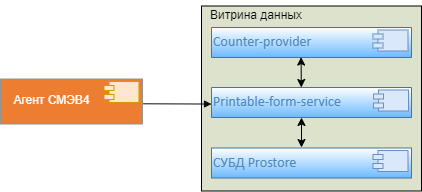 Витрина данных
Counter-provider
Агент СМЭВ4
Printable-form-service
СУБД Prostore